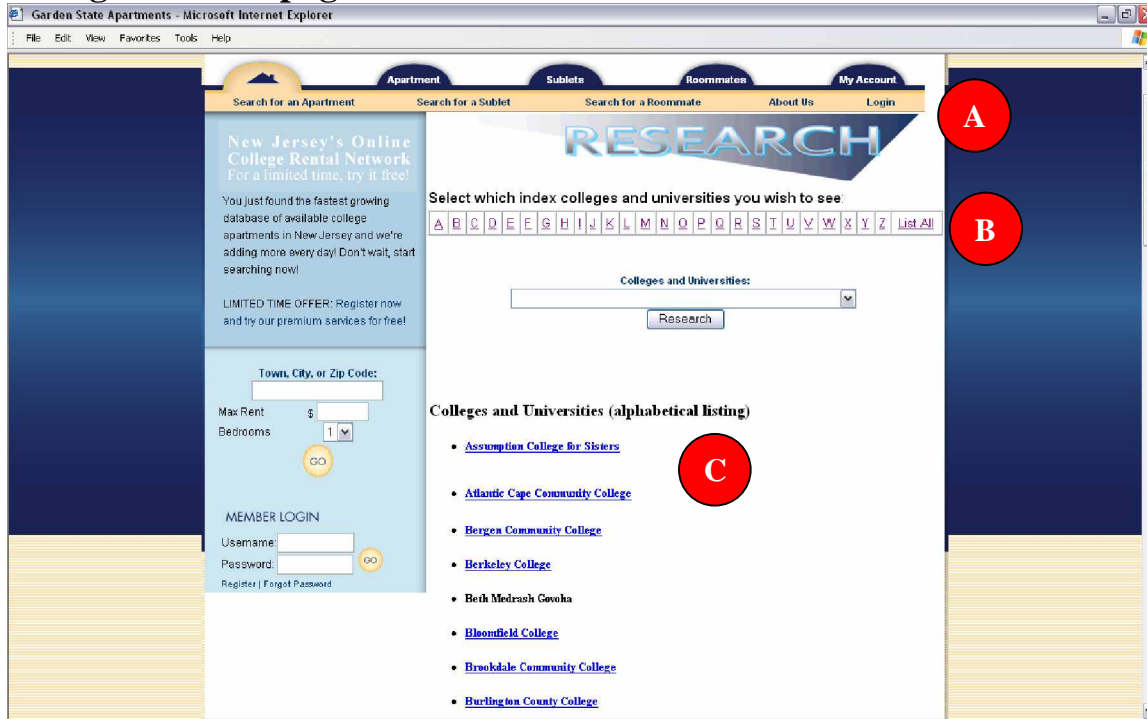 Garden State Apartments - Microsoft Internet Explorer
File Edit View Favorites Tools Help
Apartment Sublets Roommates My Account
Search for an Apartment Search for a Sublet Search for a Roommate About Us Login
A
New Jersey's Online
College Rental Network
For a limited time, try it free!
You just found the fastest growing
database of available college
apartments in New Jersey and we're
adding more every day! Don't wait, start
searching now!
LIMITED TIME OFFER: Register now
and try our premium services for free!
Town, City, or Zip Code:
Max Rent $
Bedrooms 1
GO
MEMBER LOGIN
Username:
Password: GO
Register | Forgot Password
RESEARCH
Select which index colleges and universities you wish to see:
A B C D E F G H I J K L M N O P Q R S T U V W X Y Z List All
B
Colleges and Universities:
Research
Colleges and Universities (alphabetical listing)
C
• Assumption College for Sisters
• Atlantic Cape Community College
• Bergen Community College
• Berkeley College
• Beth Medrash Govoha
• Bloomfield College
• Brookdale Community College
• Burlington County College